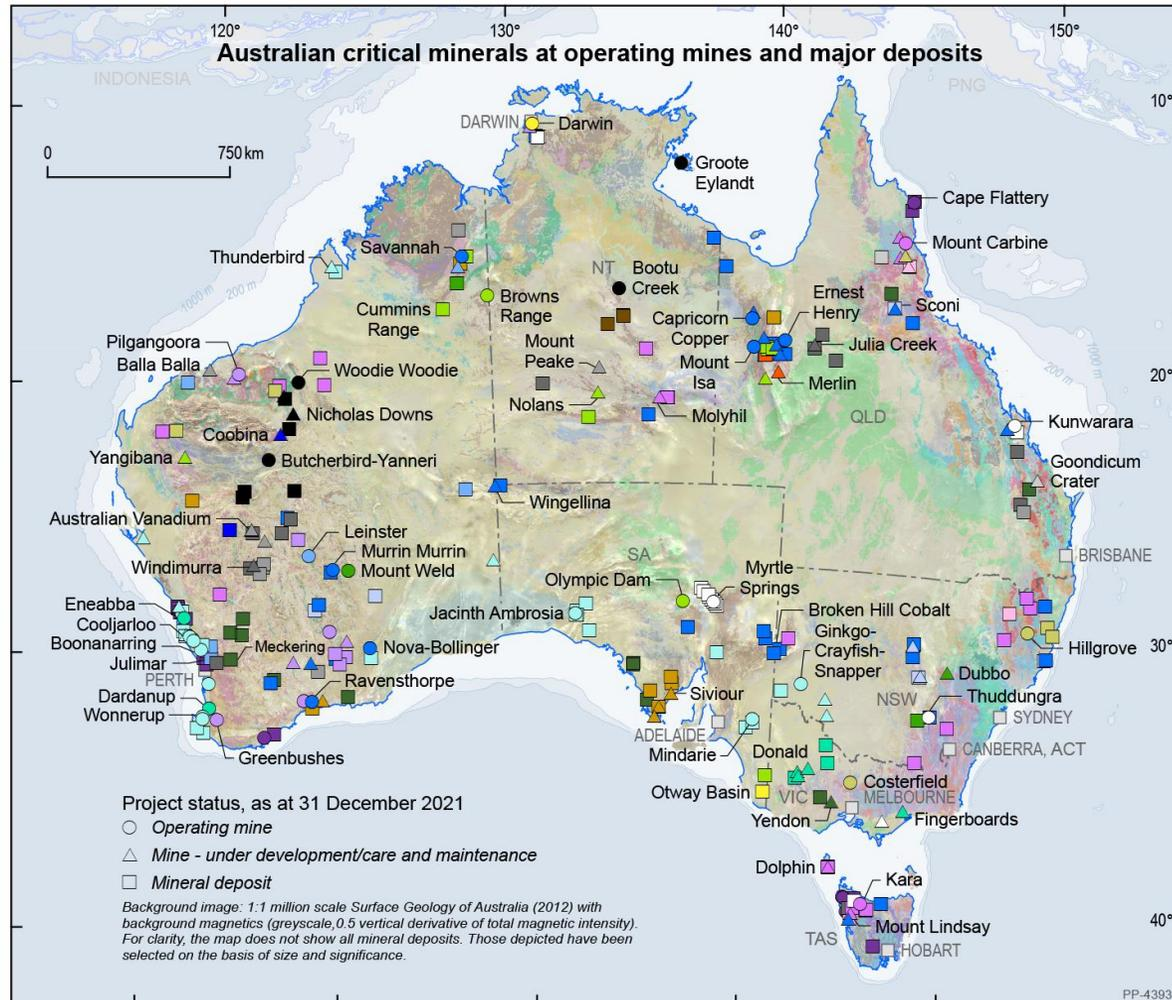 120°
130°
140°
150°
Australian critical minerals at operating mines and major deposits
INDONESIA
PNG
10°
DARWIN
Darwin
0
750 km
Groote
Eylandt
Cape Flattery
Mount Carbine
Savannah
Thunderbird
NT
Bootu
Creek
1000 m
200 m
Browns
Range
Ernest
Henry
Sconi
Cummins
Range
Capricorn
Copper
Julia Creek
Pilgangoora
Balla Balla
Mount
Peake
Mount
Isa
Woodie Woodie
20°
1000 m
200 m
Merlin
Nolans
Molyhil
Nicholas Downs
QLD
Kunwarara
Coobina
Yangibana
Butcherbird-Yanneri
Goondicum
Crater
Wingellina
Australian Vanadium
Leinster
Murrin Murrin
Mount Weld
Windimurra
SA
BRISBANE
Olympic Dam
Myrtle
Springs
Eneabba
Cooljarloo
Boonanarring
Julimar
PERTH
Jacinth Ambrosia
Broken Hill Cobalt
Ginkgo-
Crayfish-
Snapper
30°
Meckering
Nova-Bollinger
Hillgrove
Ravensthorpe
Dardanup
Wonnerup
Siviour
Dubbo
NSW
Thuddungra
SYDNEY
ADELAIDE
Mindarie
CANBERRA, ACT
Greenbushes
Donald
Otway Basin
VIC
Costerfield
MELBOURNE
Yendon
Fingerboards
Project status, as at 31 December 2021
Operating mine
Mine - under development/care and maintenance
Mineral deposit
Dolphin
Kara
Background image: 1:1 million scale Surface Geology of Australia (2012) with
background magnetics (greyscale,0.5 vertical derivative of total magnetic intensity).
For clarity, the map does not show all mineral deposits. Those depicted have been
selected on the basis of size and significance.
Mount Lindsay
40°
TAS
HOBART
PP-4393